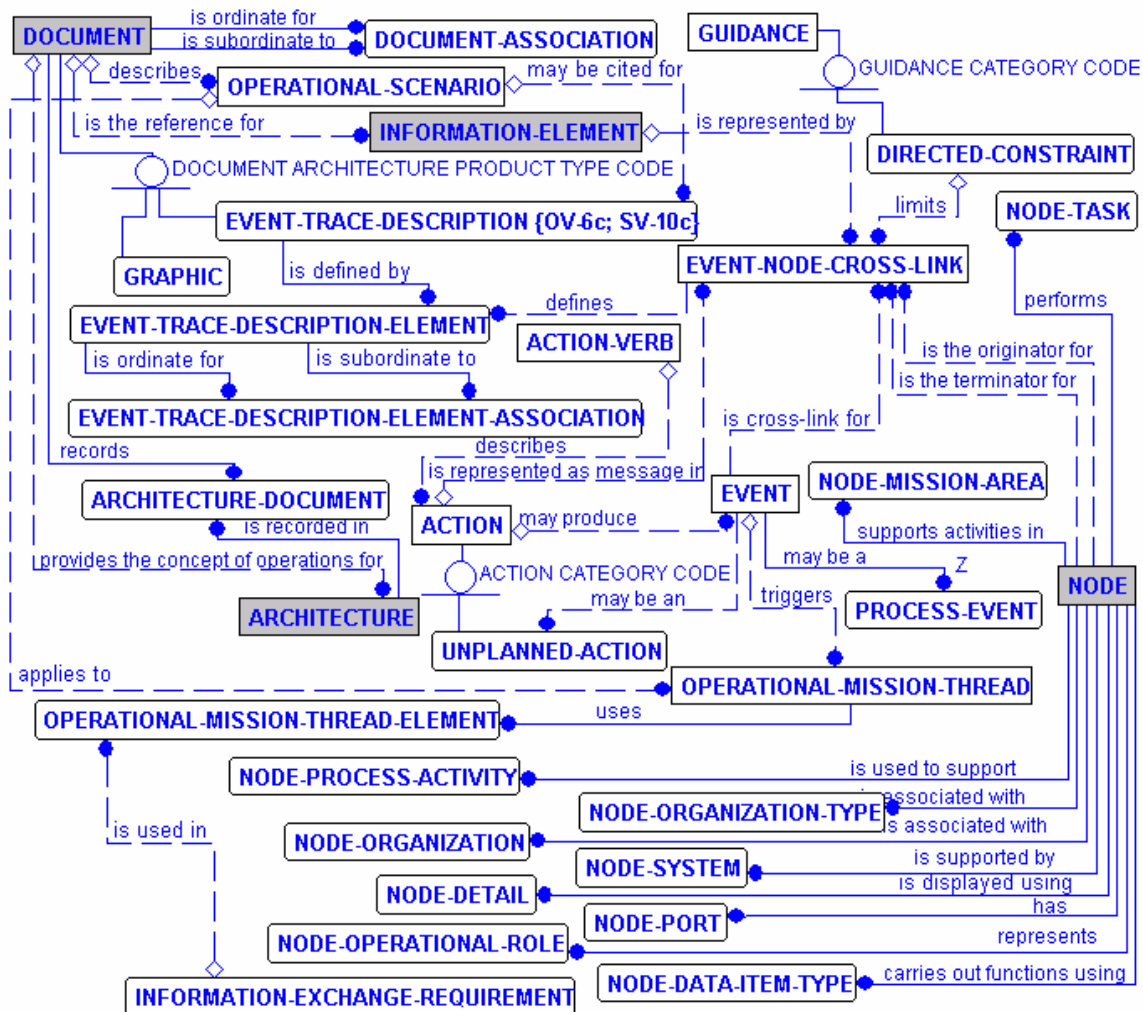 is ordinate for
DOCUMENT
is subordinate to
DOCUMENT-ASSOCIATION
GUIDANCE
describes
may be cited for
GUIDANCE CATEGORY CODE
OPERATIONAL-SCENARIO
is the reference for
INFORMATION-ELEMENT
is represented by
DIRECTED-CONSTRAINT
DOCUMENT ARCHITECTURE PRODUCT TYPE CODE
limits
NODE-TASK
EVENT-TRACE-DESCRIPTION {OV-6c; SV-10c}
GRAPHIC
is defined by
EVENT-NODE-CROSS-LINK
defines
performs
EVENT-TRACE-DESCRIPTION-ELEMENT
ACTION-VERB
is ordinate for
is subordinate to
is the originator for
is the terminator for
EVENT-TRACE-DESCRIPTION-ELEMENT-ASSOCIATION
is cross-link for
records
describes
is represented as message in
ARCHITECTURE-DOCUMENT
EVENT
NODE-MISSION-AREA
is recorded in
ACTION
may produce
supports activities in
provides the concept of operations for
may be a
Z
ACTION CATEGORY CODE
NODE
may be an
triggers
ARCHITECTURE
PROCESS-EVENT
UNPLANNED-ACTION
applies to
OPERATIONAL-MISSION-THREAD
OPERATIONAL-MISSION-THREAD-ELEMENT
uses
NODE-PROCESS-ACTIVITY
is used to support
is associated with
NODE-ORGANIZATION-TYPE
is associated with
is used in
NODE-ORGANIZATION
NODE-SYSTEM
is supported by
is displayed using
NODE-DETAIL
has
NODE-PORT
NODE-OPERATIONAL-ROLE
represents
NODE-DATA-ITEM-TYPE
carries out functions using
INFORMATION-EXCHANGE-REQUIREMENT